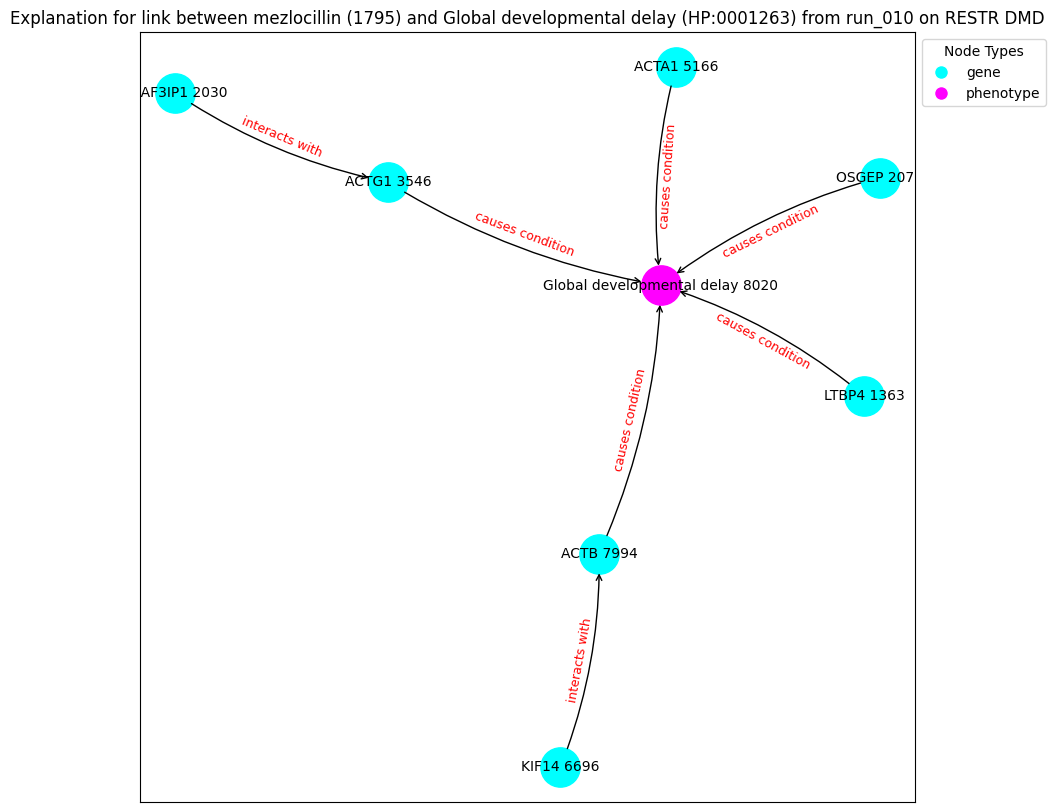 Explanation for link between mezlocillin (1795) and Global developmental delay (HP:0001263) from run_010 on RESTR DMD
Node Types
gene
phenotype
ACTA1 5166
AF3IP1 2030
interacts with
ACTG1 3546
causes condition
OSGEP 207
causes condition
causes condition
Global developmental delay 8020
causes condition
LTBP4 1363
causes condition
ACTB 7994
interacts with
KIF14 6696